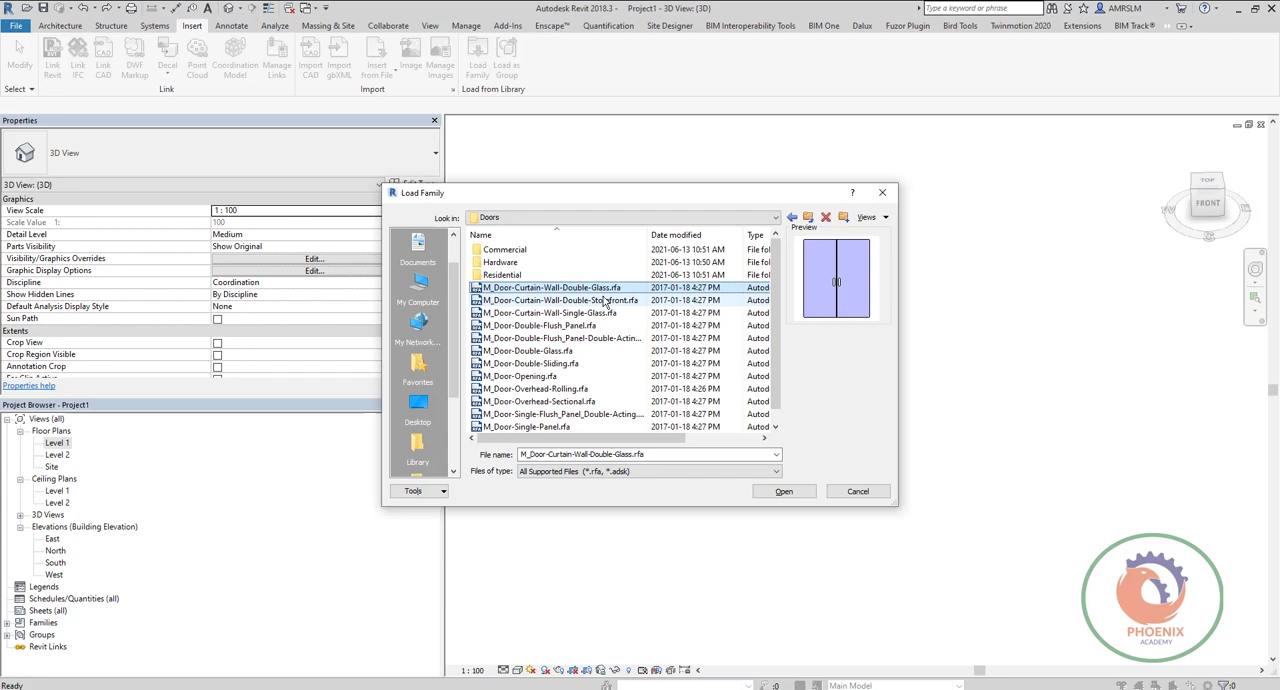 Autodesk Revit 2018.3 - Project1 - 3D View: {3D}
Type a keyword or phrase
AMRSLM
File Architecture Structure Systems Insert Annotate Analyze Massing & Site Collaborate View Manage Add-Ins Enscape™ Quantification Site Designer BIM Interoperability Tools BIM One Dalux Fuzor Plugin Bird Tools Twinmotion 2020 Extensions BIM Track®
Modify
Link Revit
Link IFC
Link CAD
DWF Markup
Decal
Point Cloud
Coordination Model
Manage Links
Import CAD
Import gbXML
Insert from File
Image
Manage Images
Load Family
Load as Group
Select
Link
Import
Load from Library
Properties
3D View
3D View: {3D}
Graphics
View Scale 1 : 100
Scale Value 1: 100
Detail Level Medium
Parts Visibility Show Original
Visibility/Graphics Overrides Edit...
Graphic Display Options Edit...
Discipline Coordination
Show Hidden Lines By Discipline
Default Analysis Display Style None
Sun Path
Extents
Crop View
Crop Region Visible
Annotation Crop
Properties help
Project Browser - Project1
Views (all)
Floor Plans
Level 1
Level 2
Site
Ceiling Plans
Level 1
Level 2
3D Views
Elevations (Building Elevation)
East
North
South
West
Legends
Schedules/Quantities (all)
Sheets (all)
Families
Groups
Revit Links
Load Family
Look in: Doors
Views
Documents
My Computer
My Network...
Favorites
Desktop
Library
Name Date modified Type
Commercial 2021-06-13 10:51 AM File fol
Hardware 2021-06-13 10:50 AM File fol
Residential 2021-06-13 10:51 AM File fol
M_Door-Curtain-Wall-Double-Glass.rfa 2017-01-18 4:27 PM Autod
M_Door-Curtain-Wall-Double-Storefront.rfa 2017-01-18 4:27 PM Autod
M_Door-Curtain-Wall-Single-Glass.rfa 2017-01-18 4:27 PM Autod
M_Door-Double-Flush_Panel.rfa 2017-01-18 4:27 PM Autod
M_Door-Double-Flush_Panel-Double-Actin... 2017-01-18 4:27 PM Autod
M_Door-Double-Glass.rfa 2017-01-18 4:27 PM Autod
M_Door-Double-Sliding.rfa 2017-01-18 4:27 PM Autod
M_Door-Opening.rfa 2017-01-18 4:27 PM Autod
M_Door-Overhead-Rolling.rfa 2017-01-18 4:26 PM Autod
M_Door-Overhead-Sectional.rfa 2017-01-18 4:27 PM Autod
M_Door-Single-Flush_Panel_Double-Acting.... 2017-01-18 4:27 PM Autod
M_Door-Single-Panel.rfa 2017-01-18 4:27 PM Autod
Preview
File name: M_Door-Curtain-Wall-Double-Glass.rfa
Files of type: All Supported Files (*.rfa, *.adsk)
Tools
Open
Cancel
TOP
FRONT
PHOENIX
ACADEMY
1 : 100
Ready
:0
Main Model
:0